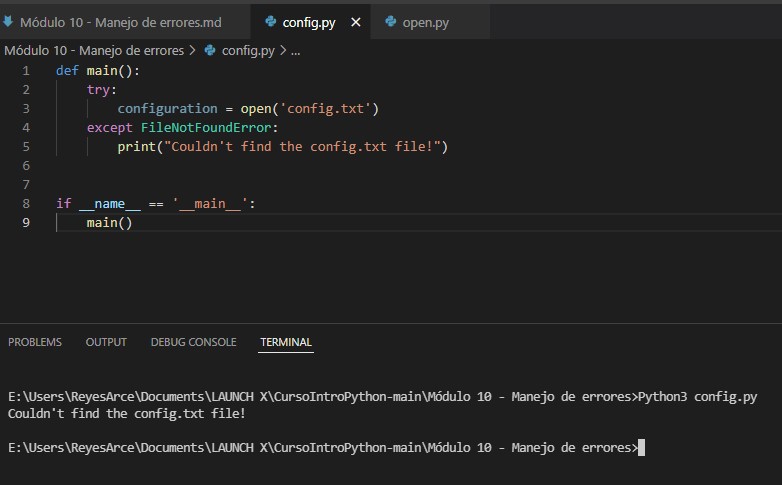 Módulo 10 - Manejo de errores.md config.py open.py
Módulo 10 - Manejo de errores > config.py > ...
1 def main():
2     try:
3         configuration = open('config.txt')
4     except FileNotFoundError:
5         print("Couldn't find the config.txt file!")
6
7
8 if __name__ == '__main__':
9     main()
PROBLEMS OUTPUT DEBUG CONSOLE TERMINAL
E:\Users\ReyesArce\Documents\LAUNCH X\CursoIntroPython-main\Módulo 10 - Manejo de errores>Python3 config.py
Couldn't find the config.txt file!
E:\Users\ReyesArce\Documents\LAUNCH X\CursoIntroPython-main\Módulo 10 - Manejo de errores>